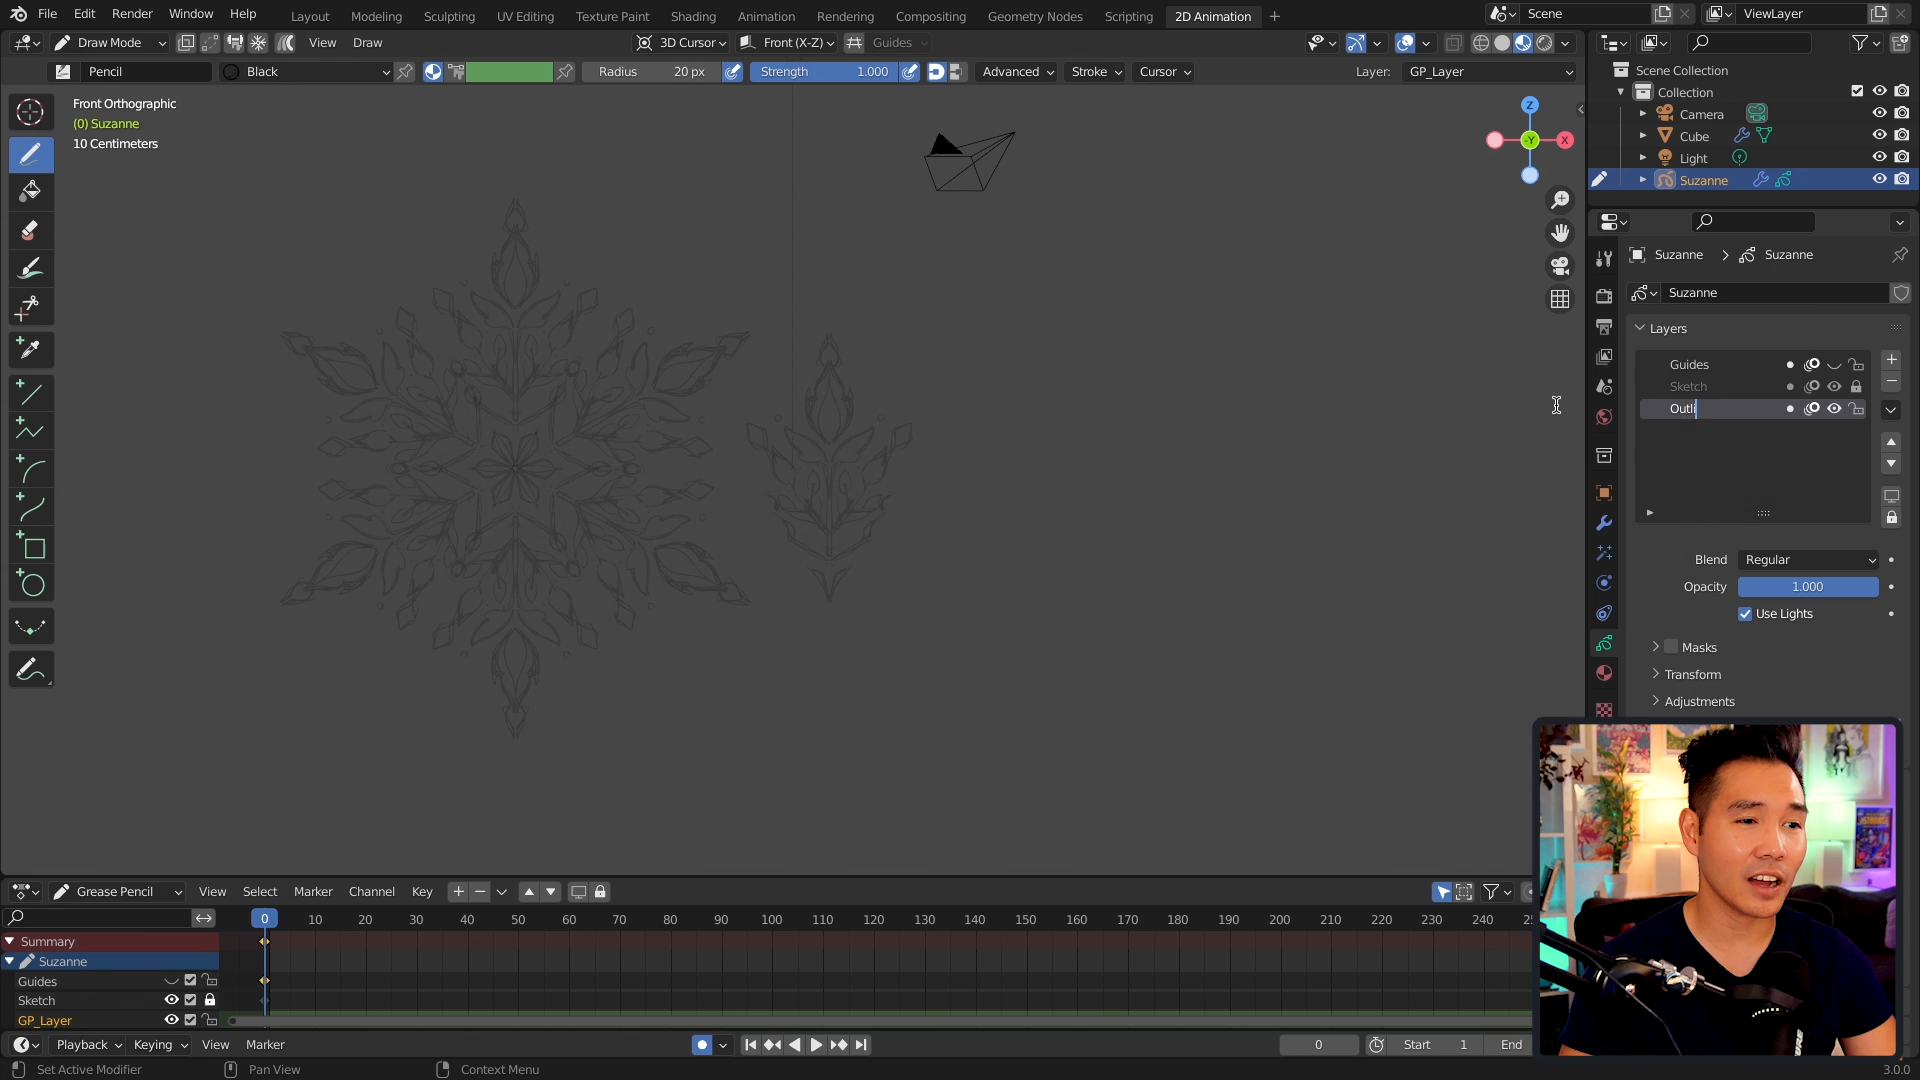 File Edit Render Window Help Layout Modeling Sculpting UV Editing Texture Paint Shading Animation Rendering Compositing Geometry Nodes Scripting 2D Animation + Scene ViewLayer
Draw Mode View Draw 3D Cursor Front (X-Z) Guides
Pencil Black Radius 20 px Strength 1.000 Advanced Stroke Cursor Layer: GP_Layer
Front Orthographic
(0) Suzanne
10 Centimeters
Z
-Y
X
Scene Collection
Collection
Camera
Cube
Light
Suzanne
Suzanne > Suzanne
Suzanne
Layers
Guides
Sketch
Outli
Blend Regular
Opacity 1.000
Use Lights
Masks
Transform
Adjustments
Grease Pencil View Select Marker Channel Key
0 10 20 30 40 50 60 70 80 90 100 110 120 130 140 150 160 170 180 190 200 210 220 230 240
Summary
Suzanne
Guides
Sketch
GP_Layer
Playback Keying View Marker 0 Start 1 End
Set Active Modifier Pan View Context Menu 3.0.0